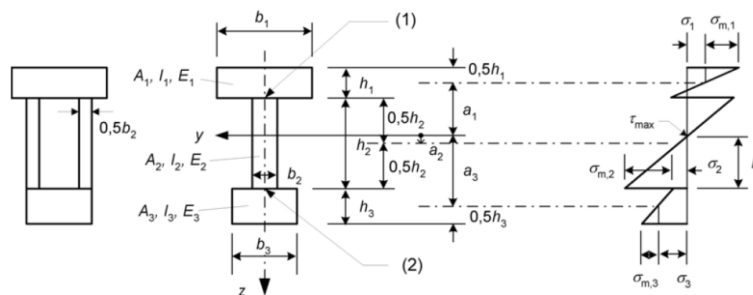 b₁
(1)
σ₁ σm,1
A₁, I₁, E₁
h₁
0,5h₁
a₁
0,5b₂
y
h₂
0,5h₂
a₂
τmax
A₂, I₂, E₂
b₂
0,5h₂
a₃
σm,2
σ₂
A₃, I₃, E₃
h₃
0,5h₃
b₃
(2)
z
σm,3 σ₃